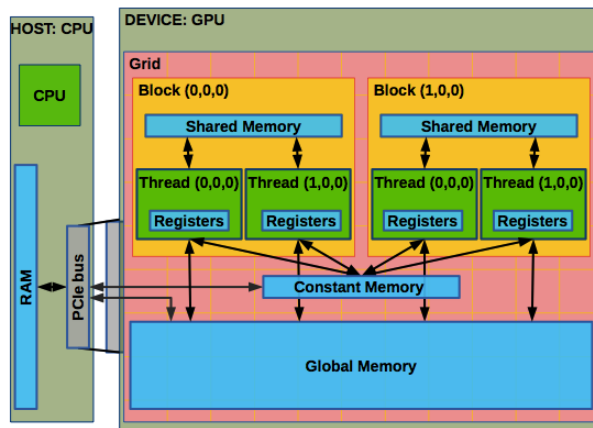 HOST: CPU
CPU
RAM
PCIe bus
DEVICE: GPU
Grid
Block (0,0,0)
Shared Memory
Thread (0,0,0)
Registers
Thread (1,0,0)
Registers
Block (1,0,0)
Shared Memory
Thread (0,0,0)
Registers
Thread (1,0,0)
Registers
Constant Memory
Global Memory